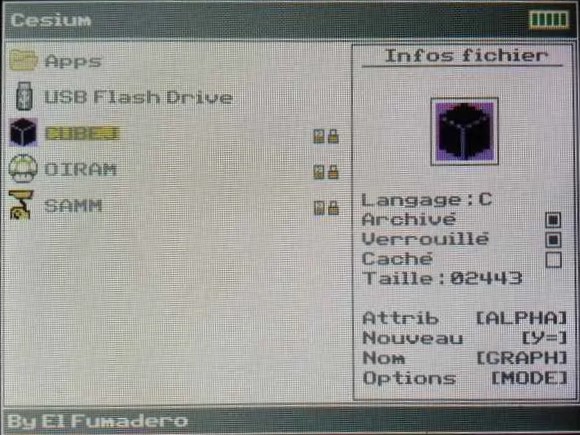 Cesium
Apps
USB Flash Drive
CUBEJ
OIRAM
SAMM
Infos fichier
Langage:C
Archivé
Verrouillé
Caché
Taille:02443
Attrib [ALPHA]
Nouveau [Y=]
Nom [GRAPH]
Options [MODE]
By El Fumadero